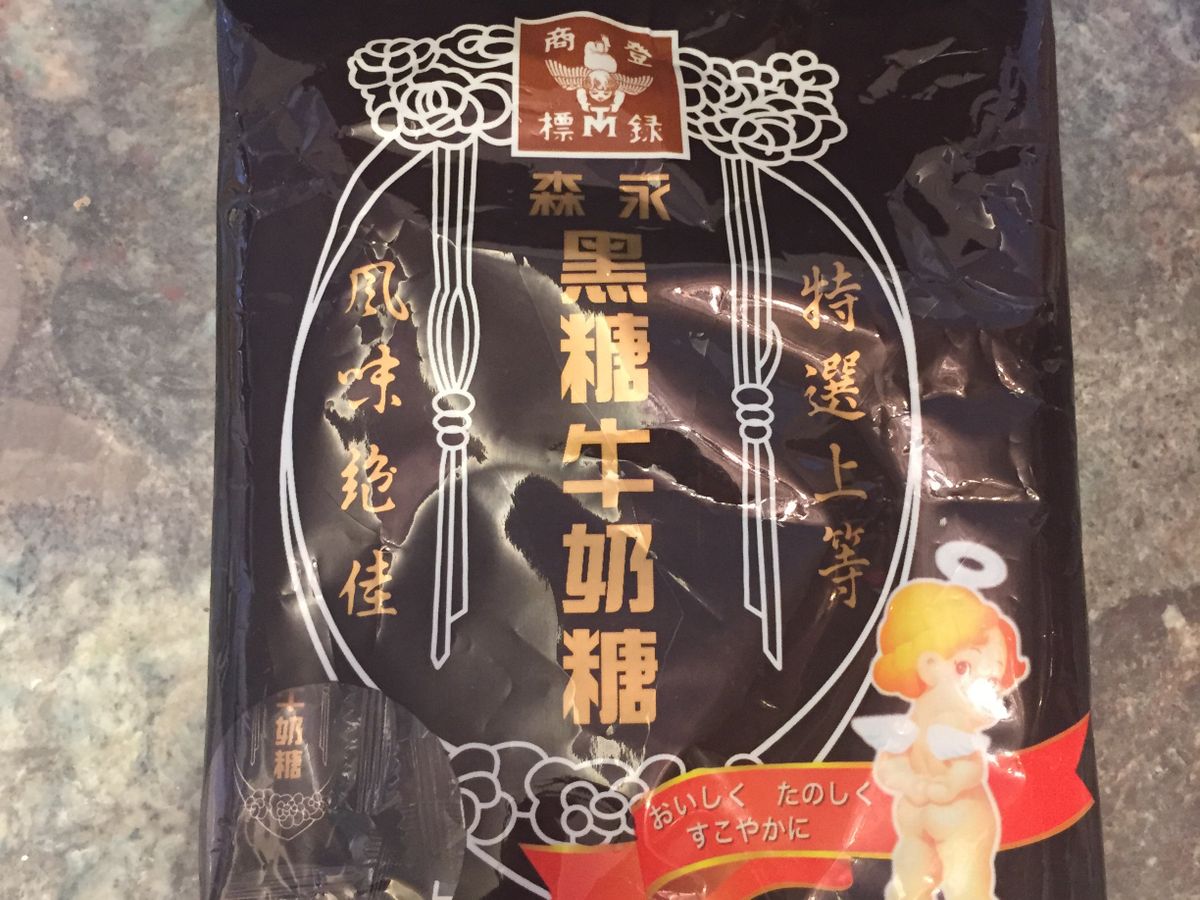 登録
商標
TM
森永
黒糖牛奶糖
特選上等
風味絶佳
おいしく たのしく
すこやかに
奶糖